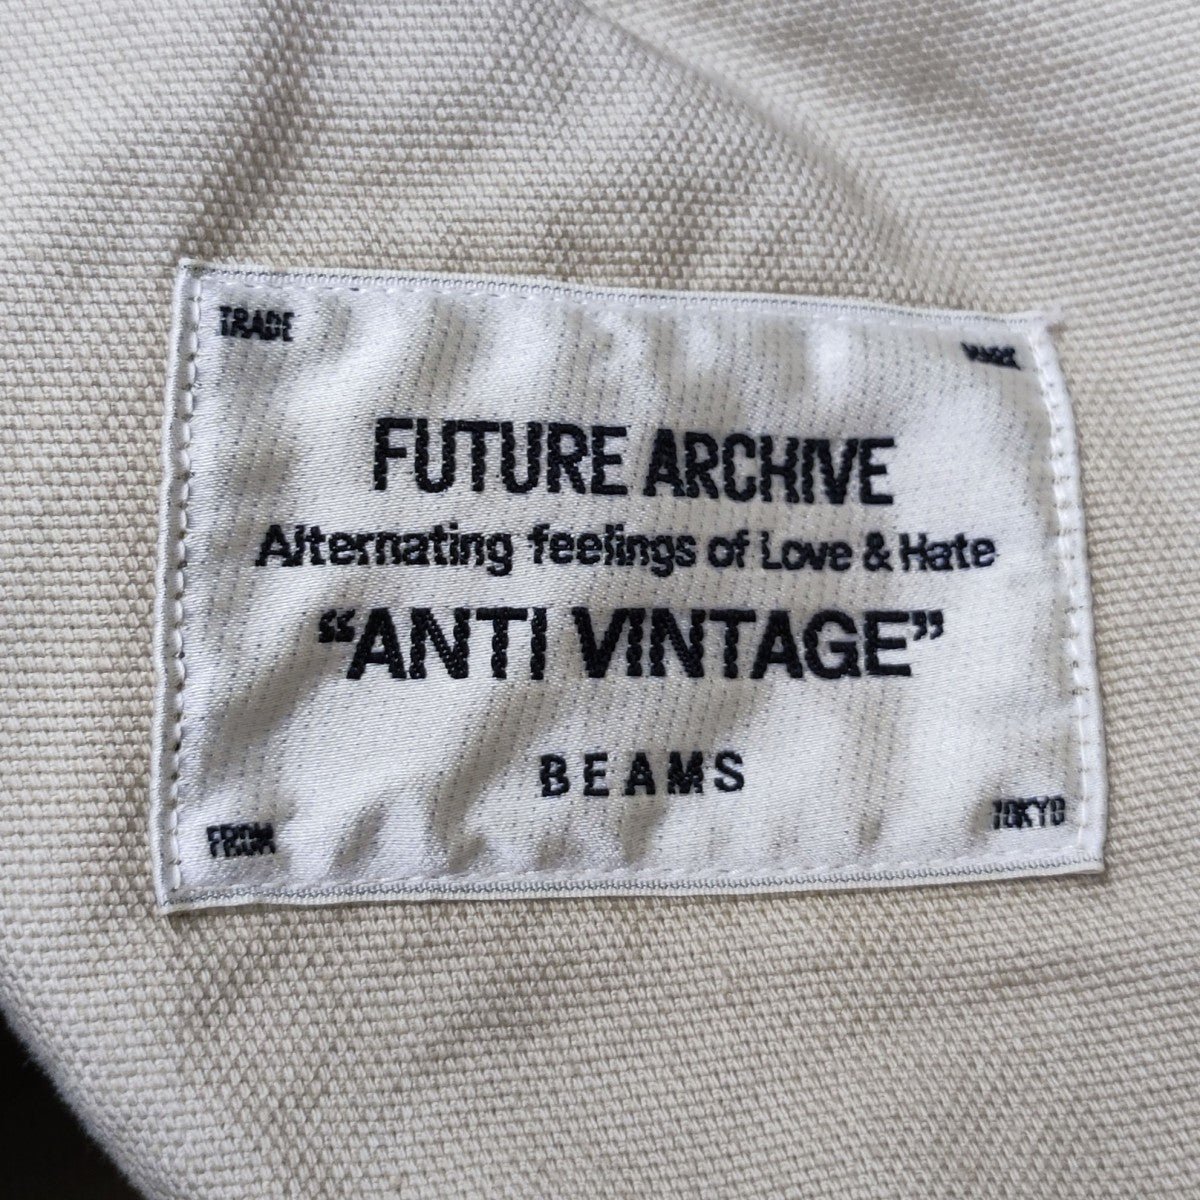 TRADE MARK
FUTURE ARCHIVE
Alternating feelings of Love & Hate
“ANTI VINTAGE”
BEAMS
FROM TOKYO